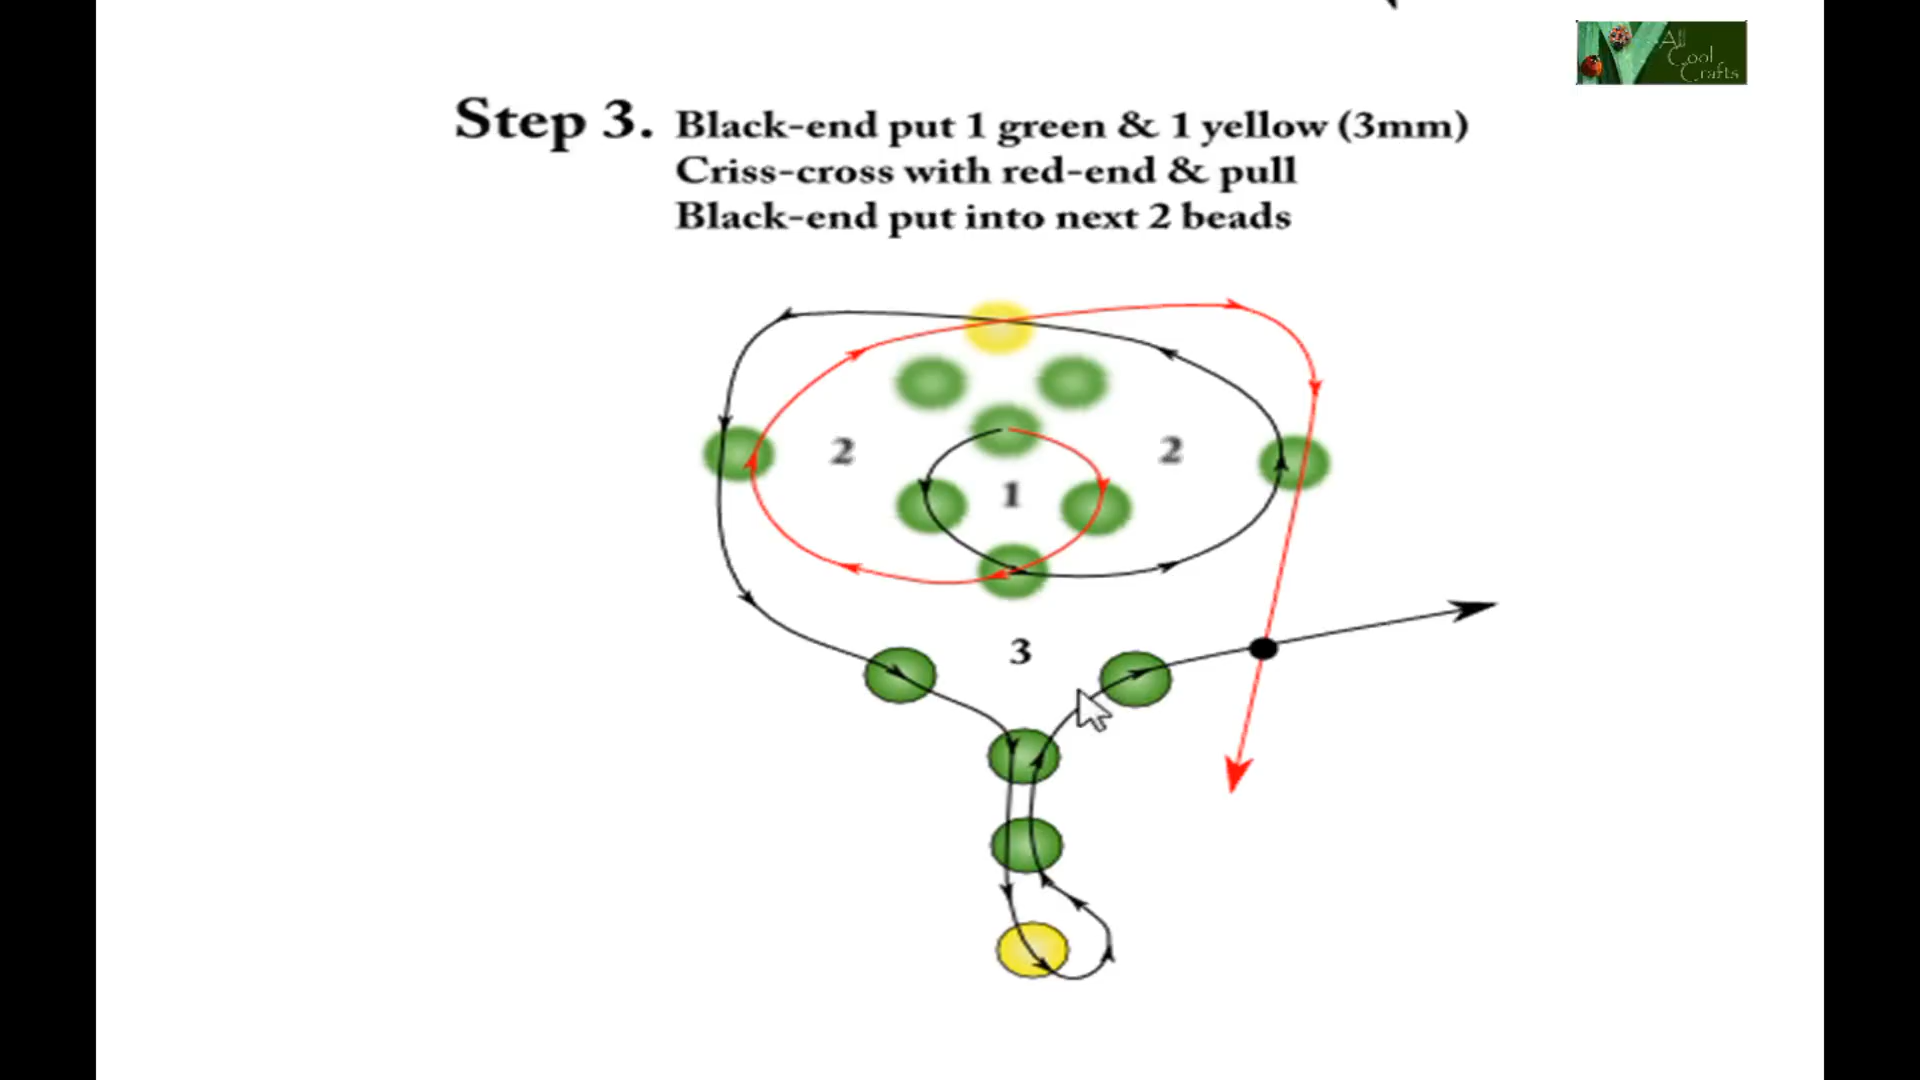 All
Cool
Crafts
Step 3. Black-end put 1 green & 1 yellow (3mm)
Criss-cross with red-end & pull
Black-end put into next 2 beads
2
2
1
3